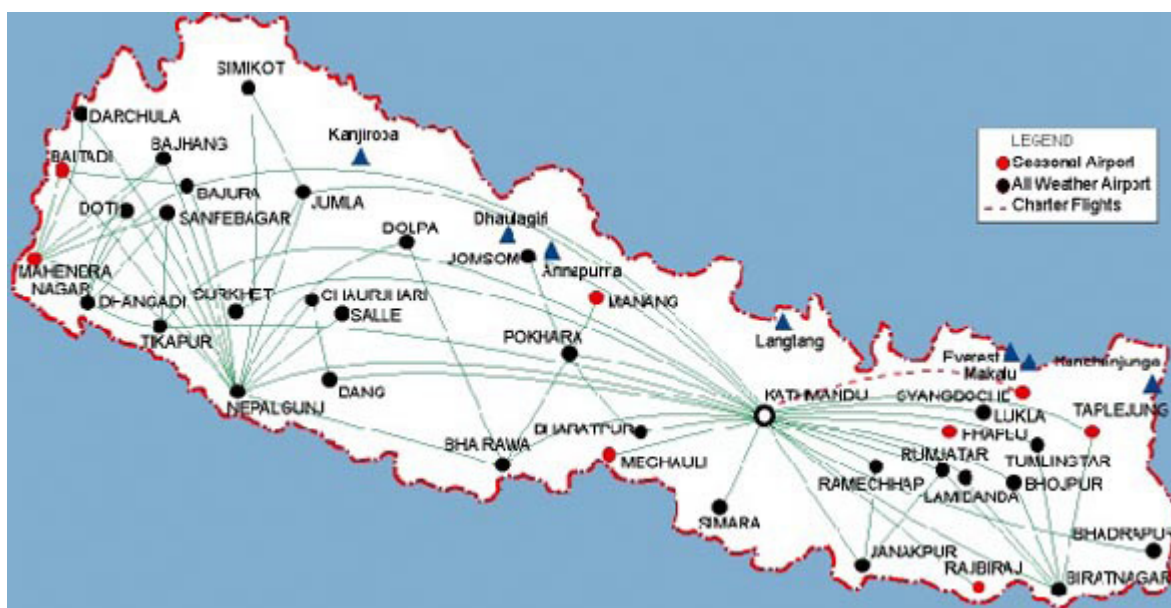 SIMIKOT
DARCHULA
BAJHANG
Kanjiroba
BAITADI
BAJURA
JUMLA
DOTI
SANFEBAGAR
DOLPA
Dhaulagiri
JOMSOM
Annapurna
MAHENDRA
NAGAR
DHANGADI
SURKHET
CHAURJHARI
SALLE
MANANG
TIKAPUR
POKHARA
Langtang
DANG
NEPALGUNJ
KATHMANDU
Everest
Makalu
Kanchanjunga
SYANGBOCHE
LUKLA
TAPLEJUNG
PHAPLU
BHAIRAWA
BHARATPUR
MEGHAULI
RUMJATAR
TUMLINGTAR
RAMECHHAP
LAMIDANDA
BHOJPUR
SIMARA
BHADRAPUR
JANAKPUR
RAJBIRAJ
BIRATNAGAR
LEGEND
Seasonal Airport
All Weather Airport
Charter Flights